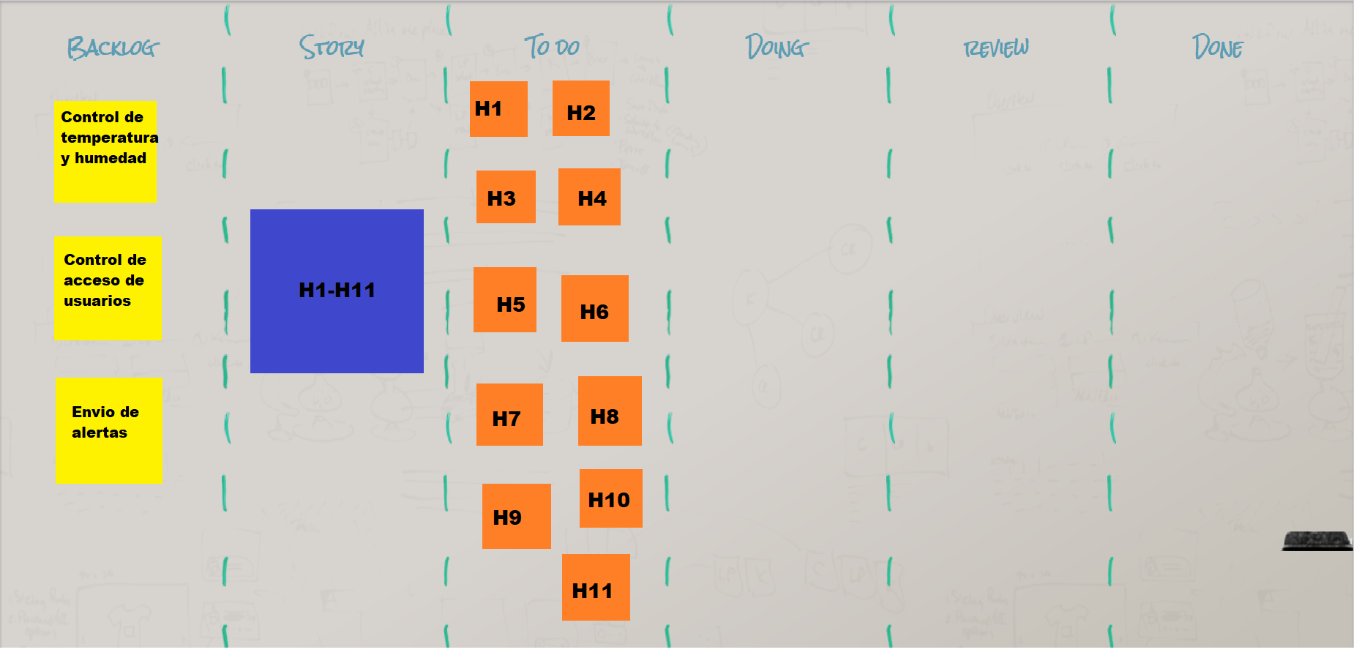 BACKLOG
STORY
TO DO
DOING
REVIEW
DONE
Control de
temperatura
y humedad
Control de
acceso de
usuarios
Envio de
alertas
H1-H11
H1
H2
H3
H4
H5
H6
H7
H8
H9
H10
H11